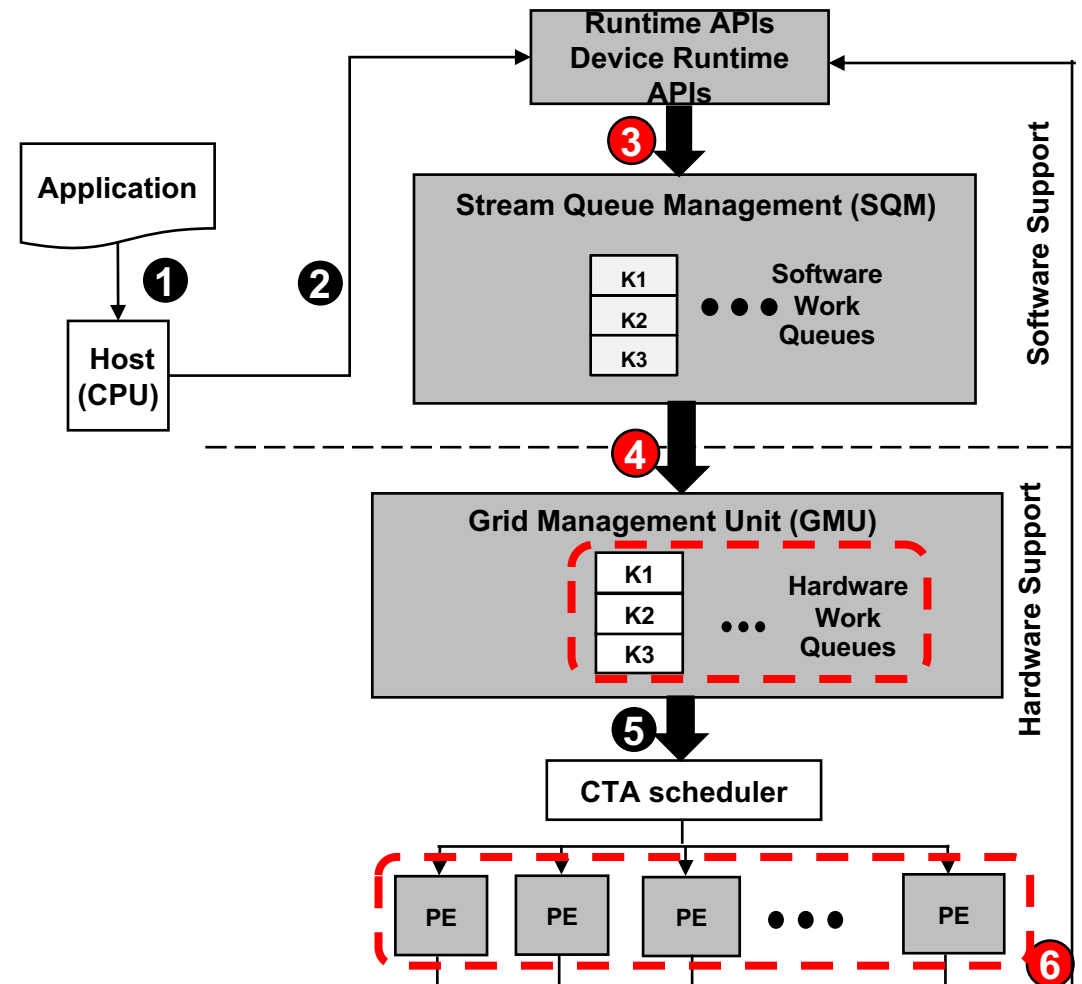 Runtime APIs
Device Runtime
APIs
3
Application
1
2
Host
(CPU)
Stream Queue Management (SQM)
K1
K2
K3
Software
Work
Queues
Software Support
4
Grid Management Unit (GMU)
K1
K2
K3
Hardware
Work
Queues
Hardware Support
5
CTA scheduler
PE
PE
PE
PE
6